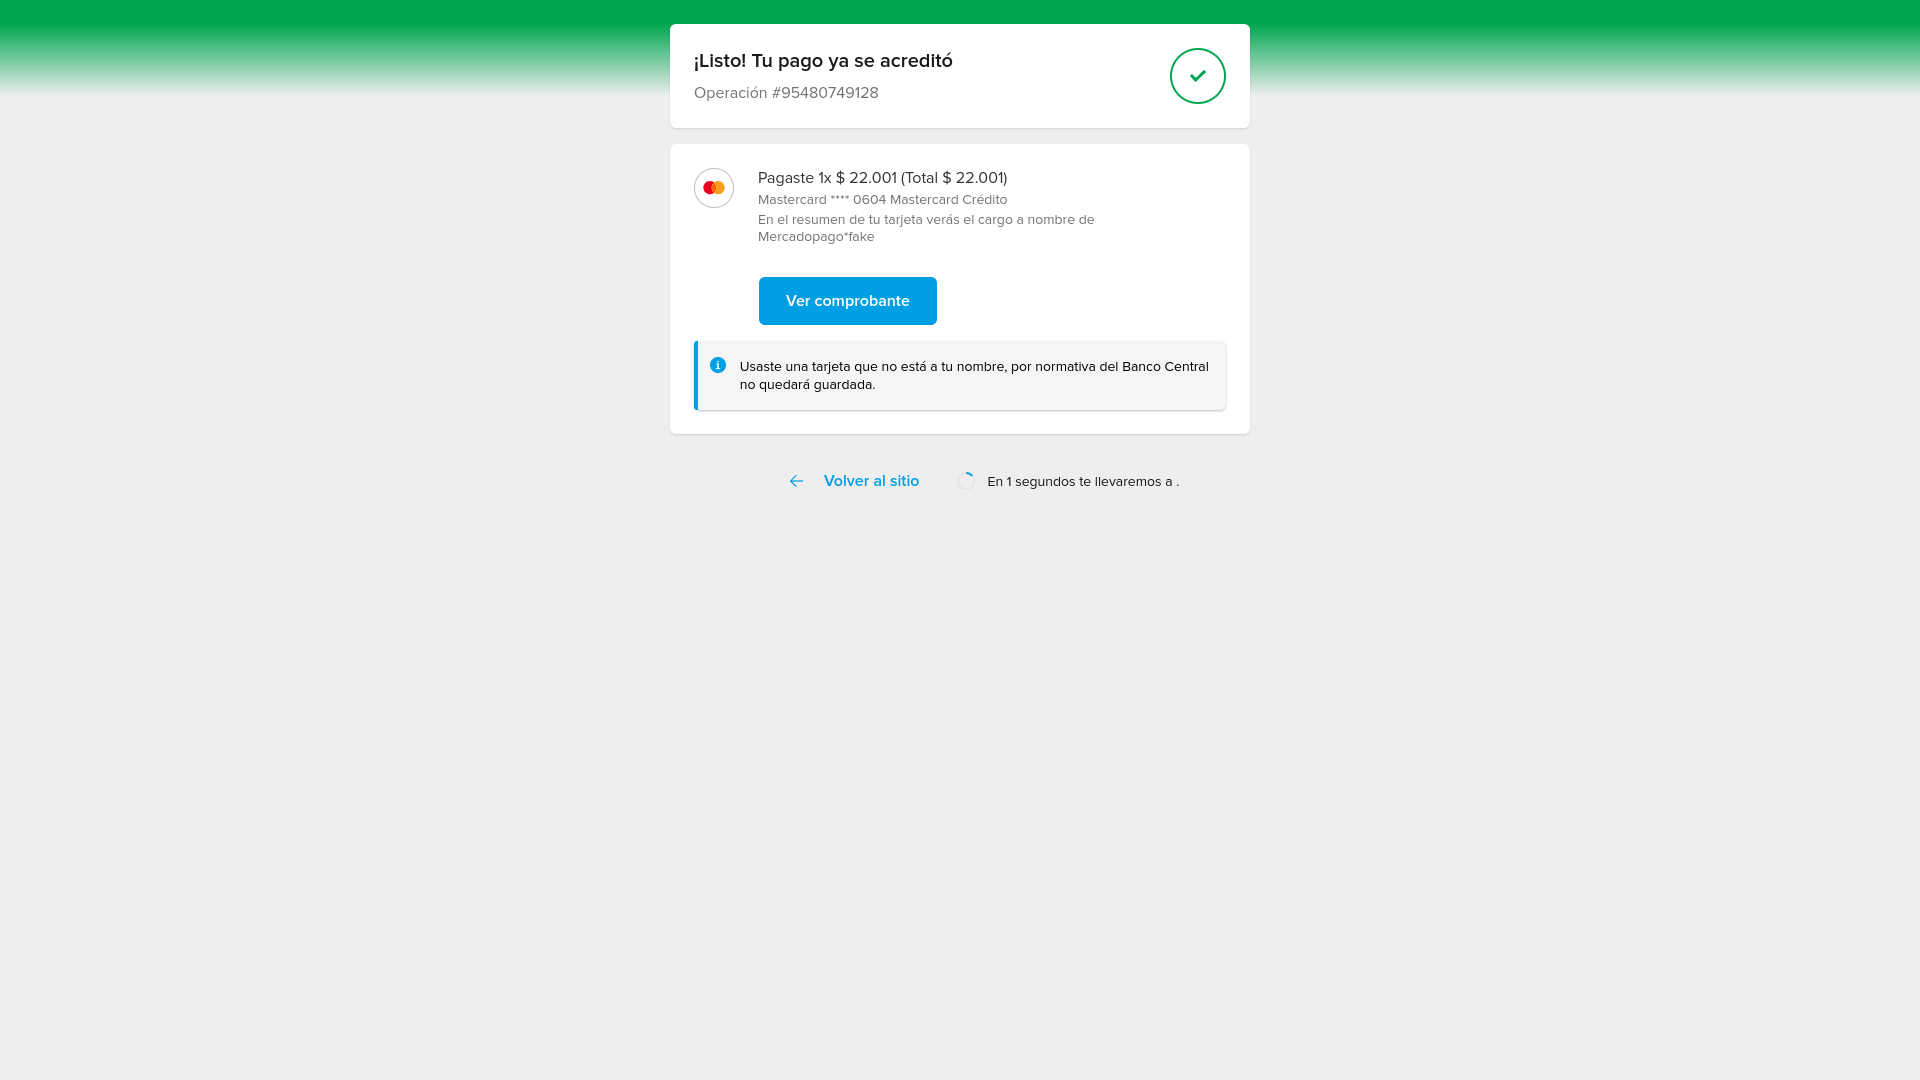 ¡Listo! Tu pago ya se acreditó
Operación #95480749128
Pagaste 1x $ 22.001 (Total $ 22.001)
Mastercard **** 0604 Mastercard Crédito
En el resumen de tu tarjeta verás el cargo a nombre de
Mercadopago*fake
Ver comprobante
Usaste una tarjeta que no está a tu nombre, por normativa del Banco Central
no quedará guardada.
Volver al sitio
En 1 segundos te llevaremos a .